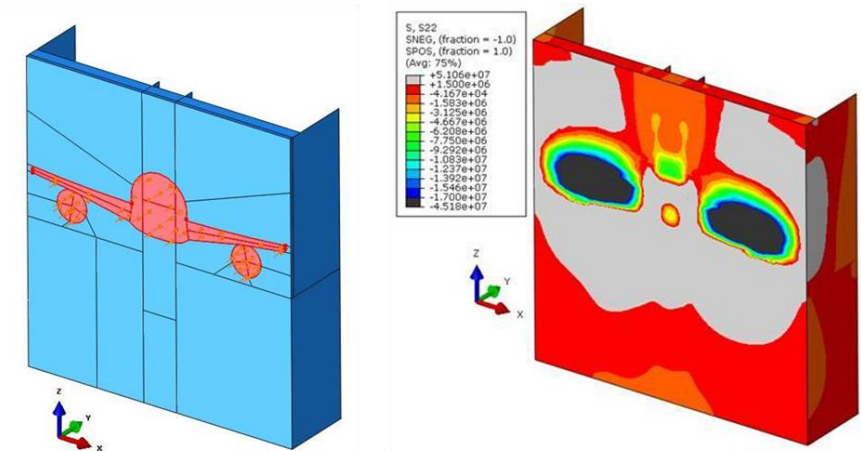 S, S22
SNEG, (fraction = -1.0)
SPOS, (fraction = 1.0)
(Avg: 75%)
+5.106e+07
+1.500e+06
-4.167e+04
-1.583e+06
-3.125e+06
-4.667e+06
-6.208e+06
-7.750e+06
-9.292e+06
-1.083e+07
-1.237e+07
-1.392e+07
-1.546e+07
-1.700e+07
-4.518e+07
Z
Y
X
Z
Y
X